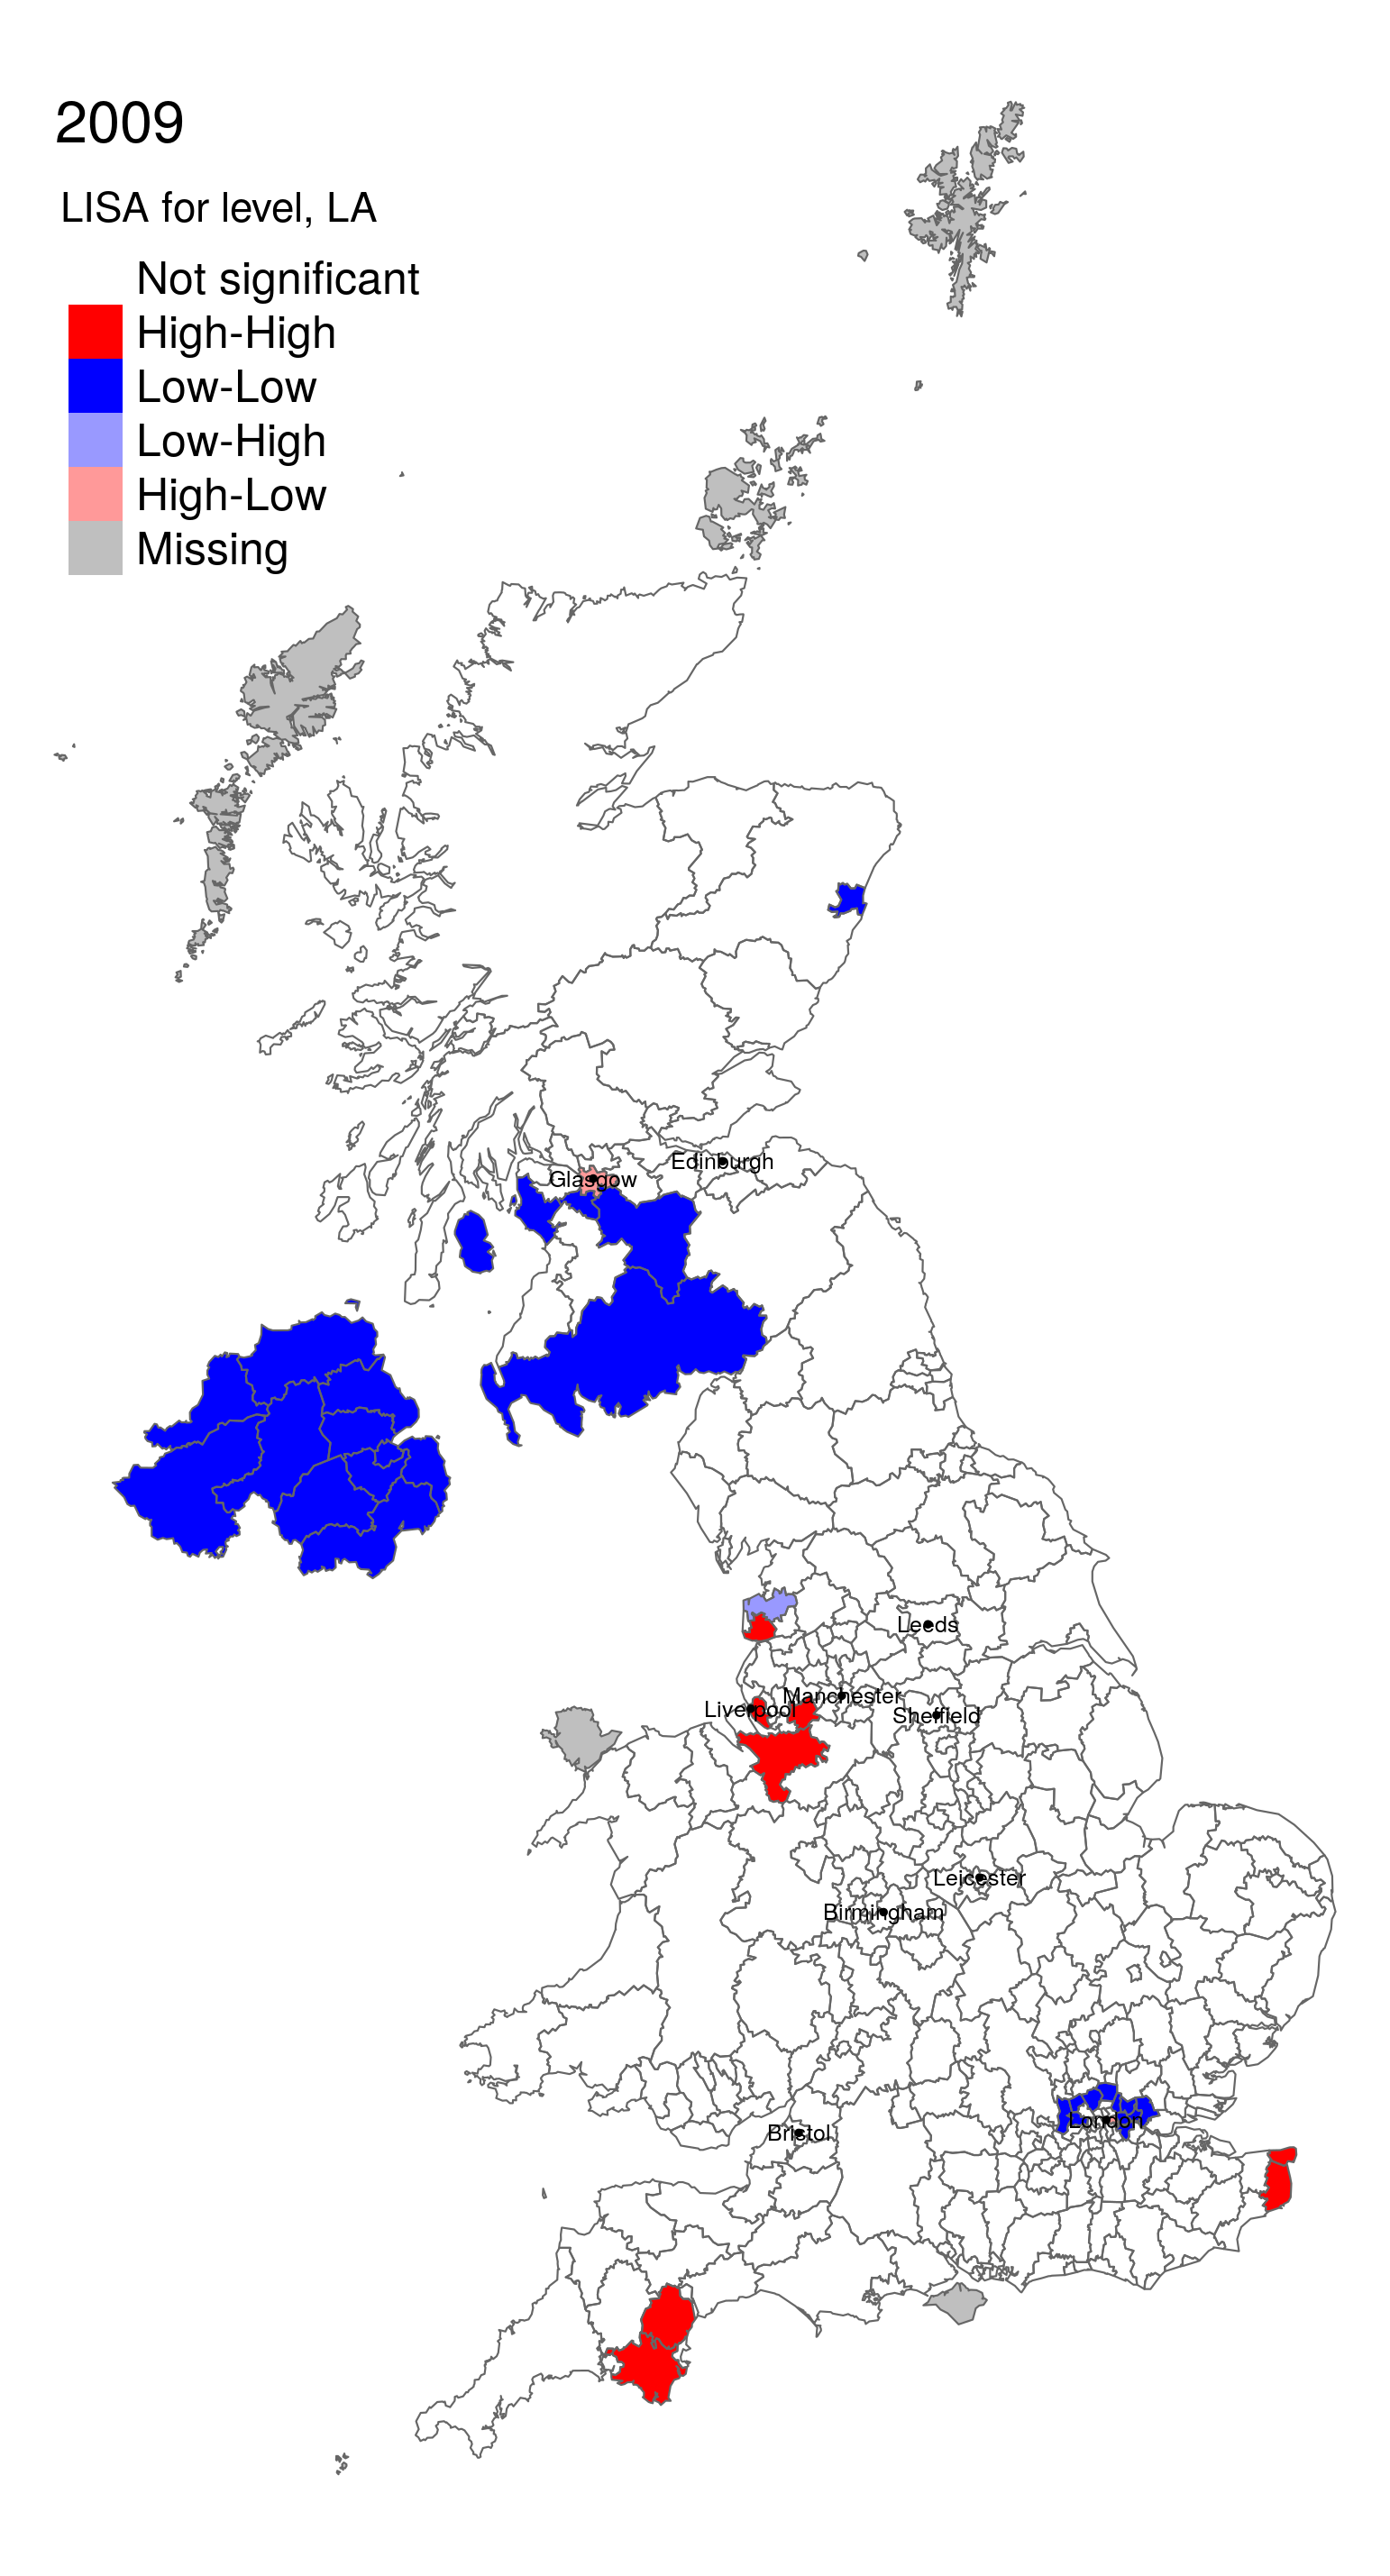 2009
LISA for level, LA
Not significant
High-High
Low-Low
Low-High
High-Low
Missing
Edinburgh
Glasgow
Leeds
Manchester
Liverpool
Sheffield
Leicester
Birmingham
London
Bristol